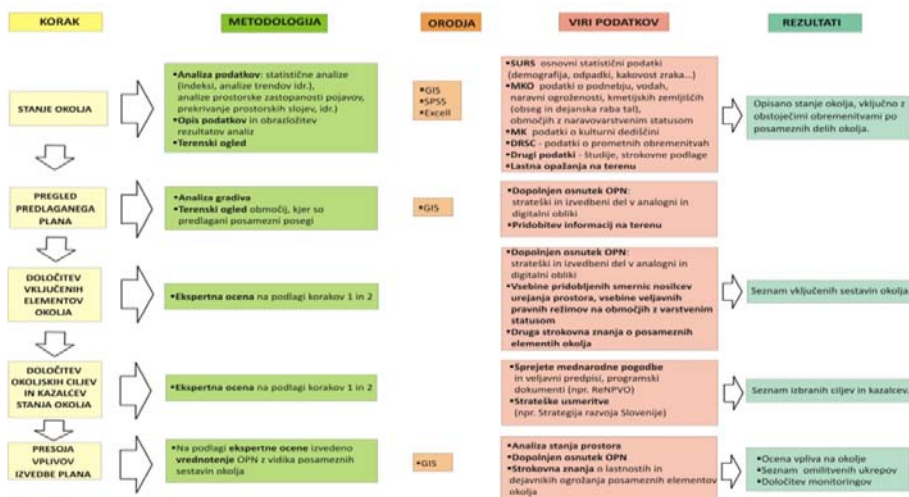 KORAK
METODOLOGIJA
ORODJA
VIRI PODATKOV
REZULTATI
STANJE OKOLJA
▪Analiza podatkov: statistične analize
(indeksi, analize trendov idr.),
analize prostorske zastopanosti pojavov,
prekrivanje prostorskih slojev, idr.)
▪Opis podatkov in obrazložitev
rezultatov analiz
▪Terenski ogled
▪GIS
▪SPSS
▪Excell
▪SURS osnovni statistični podatki
(demografija, odpadki, kakovost zraka...)
▪MKO podatki o podnebju, vodah,
naravni ogroženosti, kmetijskih zemljiščih
(obseg in dejanska raba tal),
območjih z naravovarstvenim statusom
▪MK podatki o kulturni dediščini
▪DRSC - podatki o prometnih obremenitvah
▪Drugi podatki - študije, strokovne podlage
▪Lastna opažanja na terenu
Opisano stanje okolja, vključno z
obstoječimi obremenitvami po
posameznih delih okolja.
PREGLED
PREDLAGANEGA
PLANA
▪Analiza gradiva
▪Terenski ogled območij, kjer so
predlagani posamezni posegi
▪GIS
▪Dopolnjen osnutek OPN:
strateški in izvedbeni del v analogni in
digitalni obliki
▪Pridobitev informacij na terenu
DOLOČITEV
VKLJUČENIH
ELEMENTOV
OKOLJA
▪Ekspertna ocena na podlagi korakov 1 in 2
▪Dopolnjen osnutek OPN:
strateški in izvedbeni del v analogni in
digitalni obliki
▪Vsebine pridobljenih smernic nosilcev
urejanja prostora, vsebine veljavnih
pravnih režimov na območjih z varstvenim
statusom
▪Druga strokovna znanja o posameznih
elementih okolja
Seznam vključenih sestavin okolja.
DOLOČITEV
OKOLJSKIH CILJEV
IN KAZALCEV
STANJA OKOLJA
▪Ekspertna ocena na podlagi korakov 1 in 2
▪Sprejete mednarodne pogodbe
in veljavni predpisi, programski
dokumenti (npr. ReNPVO)
▪Strateške usmeritve
(npr. Strategija razvoja Slovenije)
Seznam izbranih ciljev in kazalcev.
PRESOJA
VPLIVOV
IZVEDBE PLANA
▪Na podlagi ekspertne ocene izvedeno
vrednotenje OPN z vidika posameznih
sestavin okolja
▪GIS
▪Analiza stanja prostora
▪Dopolnjen osnutek OPN
▪Strokovna znanja o lastnostih in
dejavnikih ogrožanja posameznih elementov
okolja
▪Ocena vpliva na okolje
▪Seznam omilitvenih ukrepov
▪Določitev monitoringov